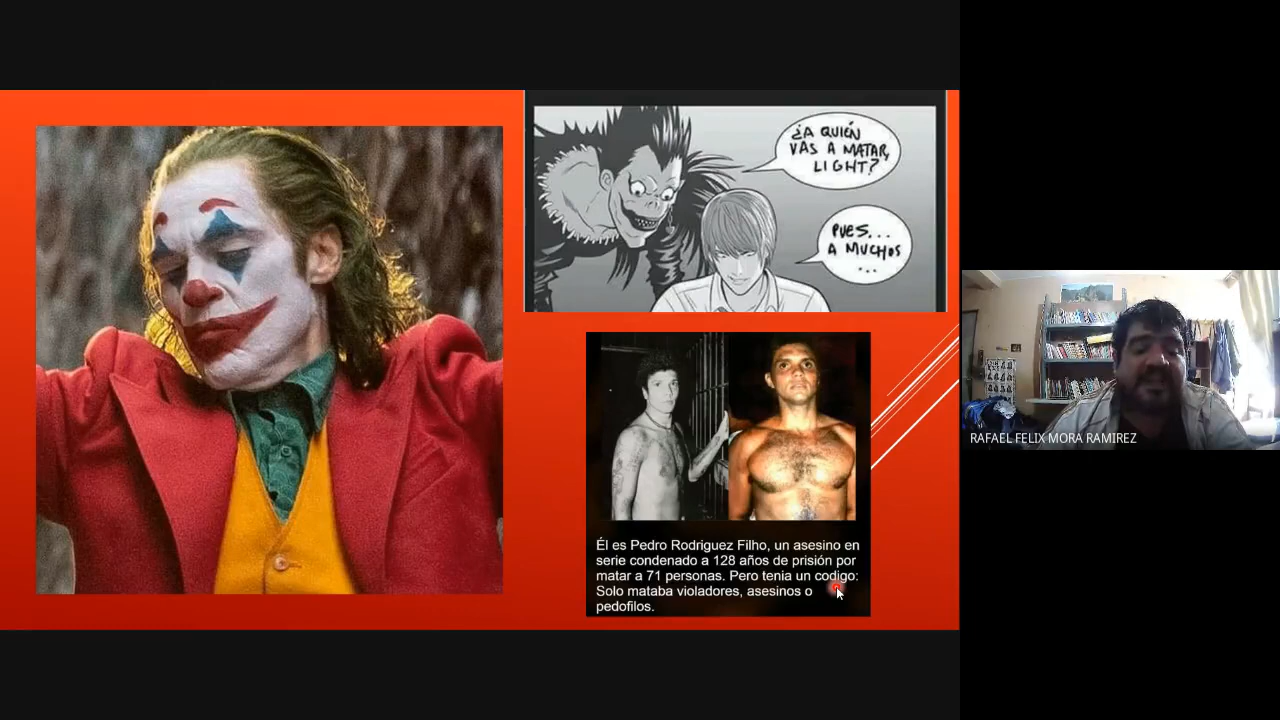 ¿A QUIÉN
VAS A MATAR,
LIGHT?
PUES...
A MUCHOS
...
Él es Pedro Rodriguez Filho, un asesino en
serie condenado a 128 años de prisión por
matar a 71 personas. Pero tenia un codigo:
Solo mataba violadores, asesinos o
pedofilos.
RAFAEL FELIX MORA RAMIREZ